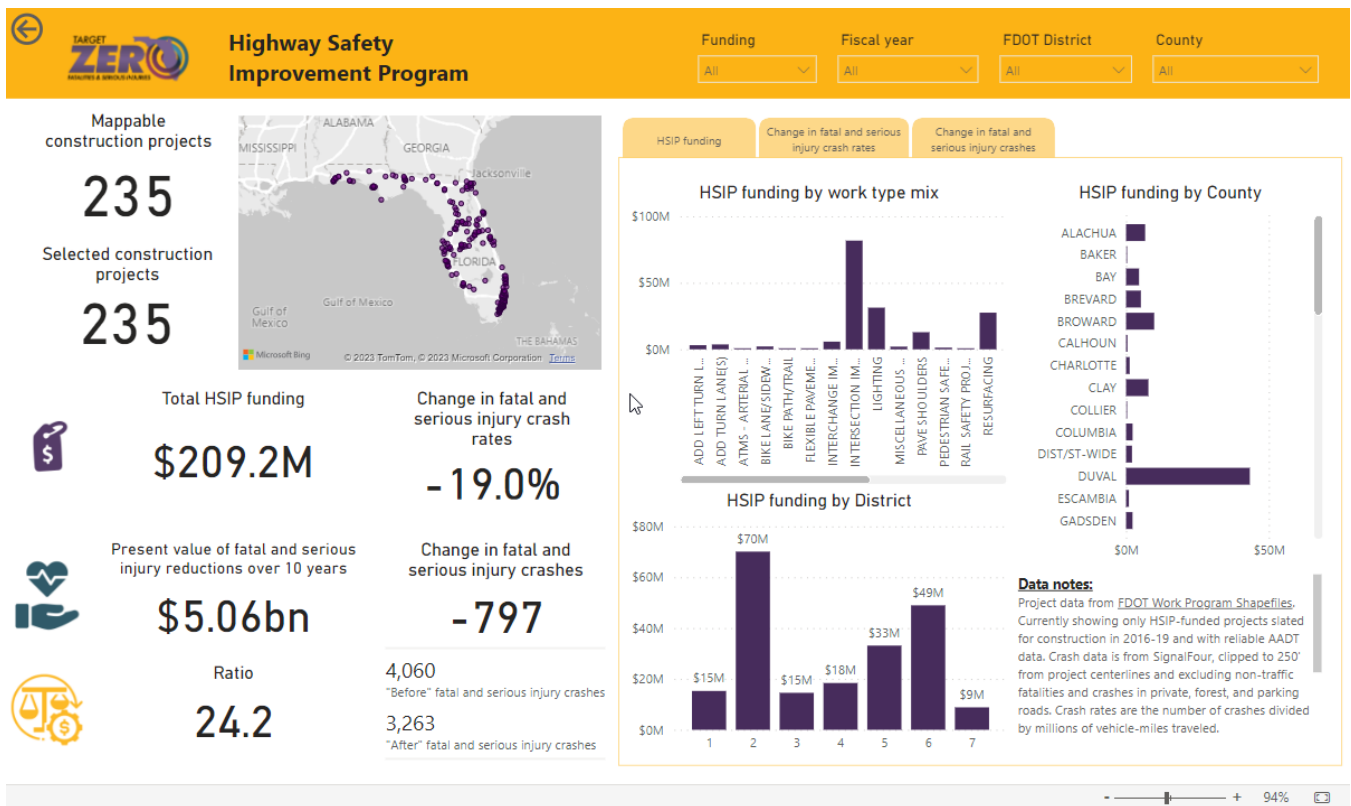 TARGET
ZERO
FATALITIES & SERIOUS INJURIES
Highway Safety
Improvement Program
Funding
All
Fiscal year
All
FDOT District
All
County
All
Mappable
construction projects
235
Selected construction
projects
235
ALABAMA
MISSISSIPPI
GEORGIA
Jacksonville
FLORIDA
Gulf of Mexico
Gulf of
Mexico
THE BAHAMAS
Microsoft Bing
© 2023 TomTom, © 2023 Microsoft Corporation Terms
Total HSIP funding
$209.2M
Change in fatal and
serious injury crash
rates
-19.0%
Present value of fatal and serious
injury reductions over 10 years
$5.06bn
Change in fatal and
serious injury crashes
-797
Ratio
24.2
4,060
"Before" fatal and serious injury crashes
3,263
"After" fatal and serious injury crashes
HSIP funding
Change in fatal and serious
injury crash rates
Change in fatal and
serious injury crashes
HSIP funding by work type mix
$100M
$50M
$0M
ADD LEFT TURN L...
ADD TURN LANE(S)
ATMS - ARTERIAL ...
BIKE LANE/SIDEW...
BIKE PATH/TRAIL
FLEXIBLE PAVEME...
INTERCHANGE IM...
INTERSECTION IM...
LIGHTING
MISCELLANEOUS ...
PAVE SHOULDERS
PEDESTRIAN SAFE...
RAIL SAFETY PROJ...
RESURFACING
HSIP funding by District
$80M
$60M
$40M
$20M
$0M
$15M
$70M
$15M
$18M
$33M
$49M
$9M
1
2
3
4
5
6
7
HSIP funding by County
ALACHUA
BAKER
BAY
BREVARD
BROWARD
CALHOUN
CHARLOTTE
CLAY
COLLIER
COLUMBIA
DIST/ST-WIDE
DUVAL
ESCAMBIA
GADSDEN
$0M
$50M
Data notes:
Project data from FDOT Work Program Shapefiles.
Currently showing only HSIP-funded projects slated
for construction in 2016-19 and with reliable AADT
data. Crash data is from SignalFour, clipped to 250'
from project centerlines and excluding non-traffic
fatalities and crashes in private, forest, and parking
roads. Crash rates are the number of crashes divided
by millions of vehicle-miles traveled.
- + 94%